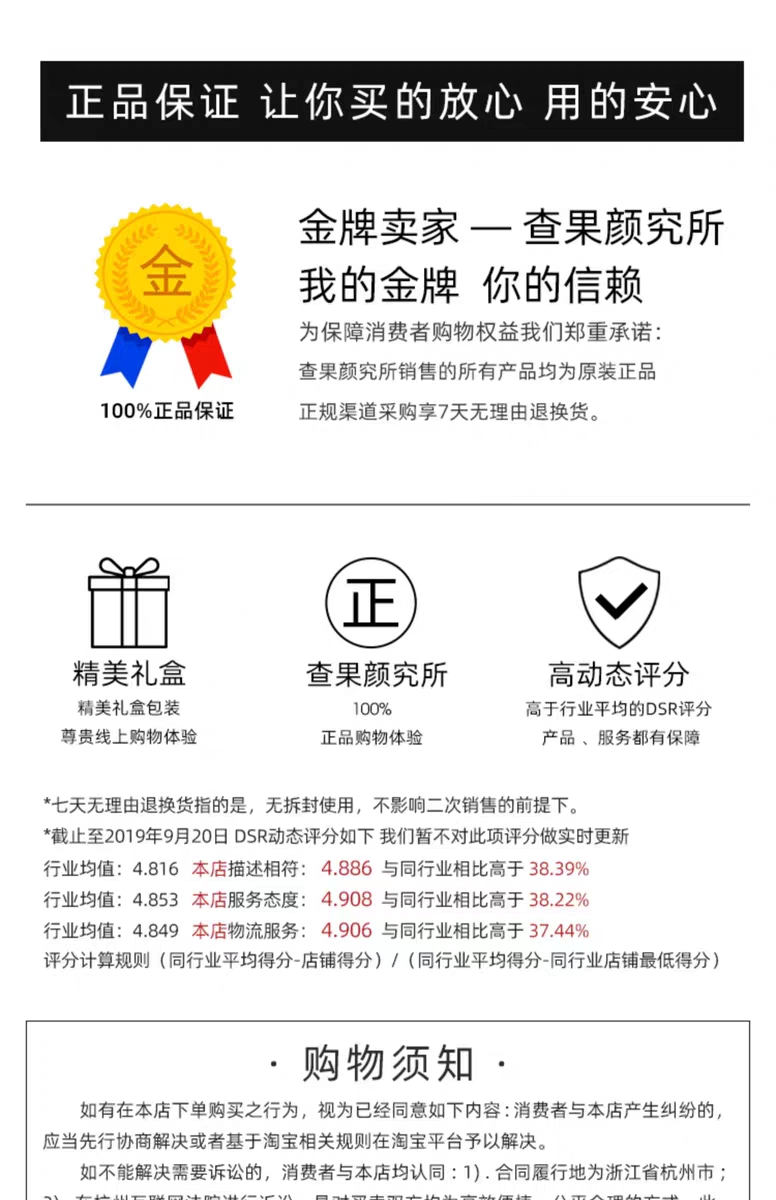 正品保证 让你买的放心 用的安心
金
100%正品保证
金牌卖家 — 查果颜究所
我的金牌 你的信赖
为保障消费者购物权益我们郑重承诺：
查果颜究所销售的所有产品均为原装正品
正规渠道采购享7天无理由退换货。
精美礼盒
精美礼盒包装
尊贵线上购物体验
正
查果颜究所
100%
正品购物体验
高动态评分
高于行业平均的DSR评分
产品 、服务都有保障
*七天无理由退换货指的是，无拆封使用，不影响二次销售的前提下。
*截止至2019年9月20日 DSR动态评分如下 我们暂不对此项评分做实时更新
行业均值：4.816 本店描述相符： 4.886 与同行业相比高于 38.39%
行业均值：4.853 本店服务态度： 4.908 与同行业相比高于 38.22%
行业均值：4.849 本店物流服务： 4.906 与同行业相比高于 37.44%
评分计算规则（同行业平均得分-店铺得分）/（同行业平均得分-同行业店铺最低得分）
· 购物须知 ·
如有在本店下单购买之行为，视为已经同意如下内容：消费者与本店产生纠纷的，
应当先行协商解决或者基于淘宝相关规则在淘宝平台予以解决。
如不能解决需要诉讼的，消费者与本店均认同：1）. 合同履行地为浙江省杭州市；